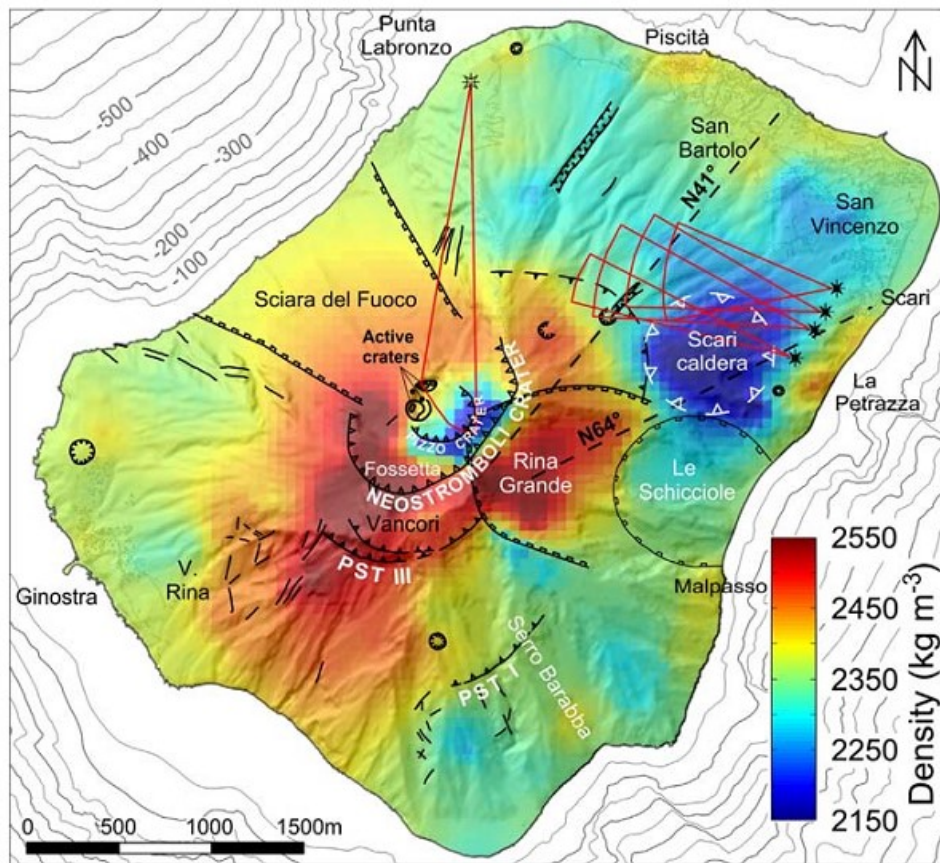 Punta
Labronzo
Piscità
N
-500
-400
-300
-200
-100
San
Bartolo
N41°
San
Vincenzo
Scari
Sciara del Fuoco
Active
craters
Scari
caldera
La
Petrazza
PIZZO CRATER
NEOSTROMBOLI CRATER
N64°
Fossetta
Rina
Grande
Le
Schicciole
Vancori
PST III
V.
Rina
Ginostra
Malpasso
Serro Barabba
PST I
0 500 1000 1500m
2550
2450
2350
2250
2150
Density (kg m-3)